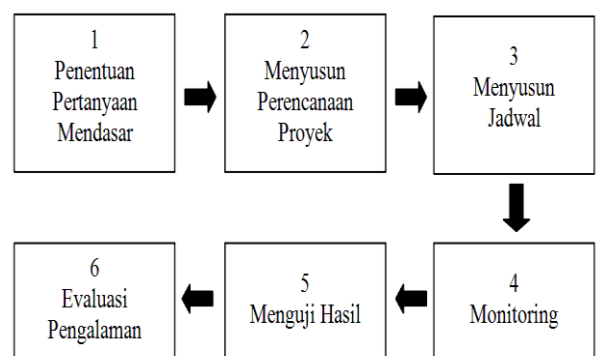 1
Penentuan
Pertanyaan
Mendasar
2
Menyusun
Perencanaan
Proyek
3
Menyusun
Jadwal
4
Monitoring
5
Menguji Hasil
6
Evaluasi
Pengalaman